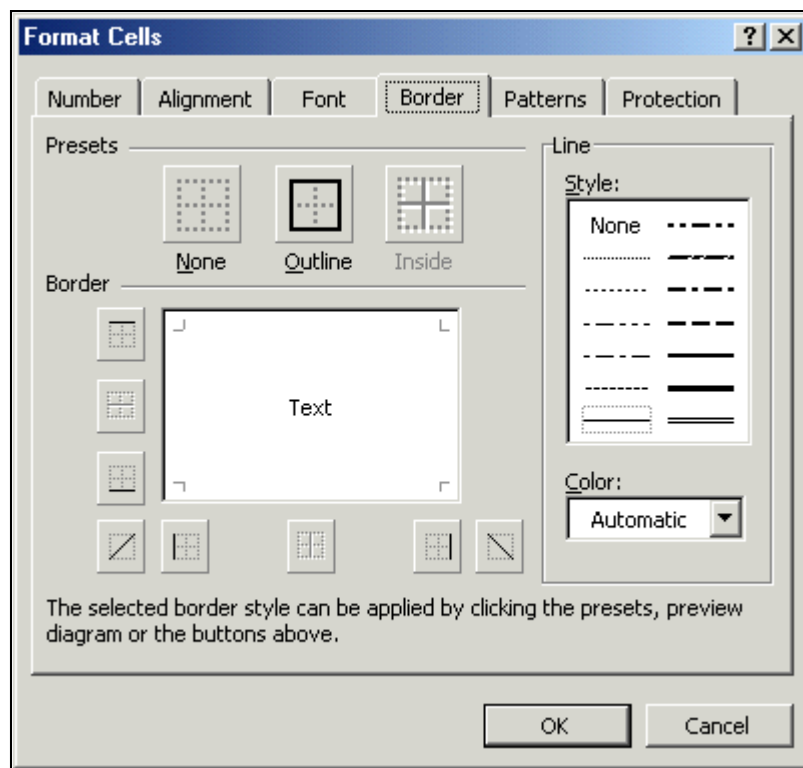 Format Cells
Number Alignment Font Border Patterns Protection
Presets
None Outline Inside
Border
Text
Line
Style:
None
Color:
Automatic
The selected border style can be applied by clicking the presets, preview
diagram or the buttons above.
OK Cancel